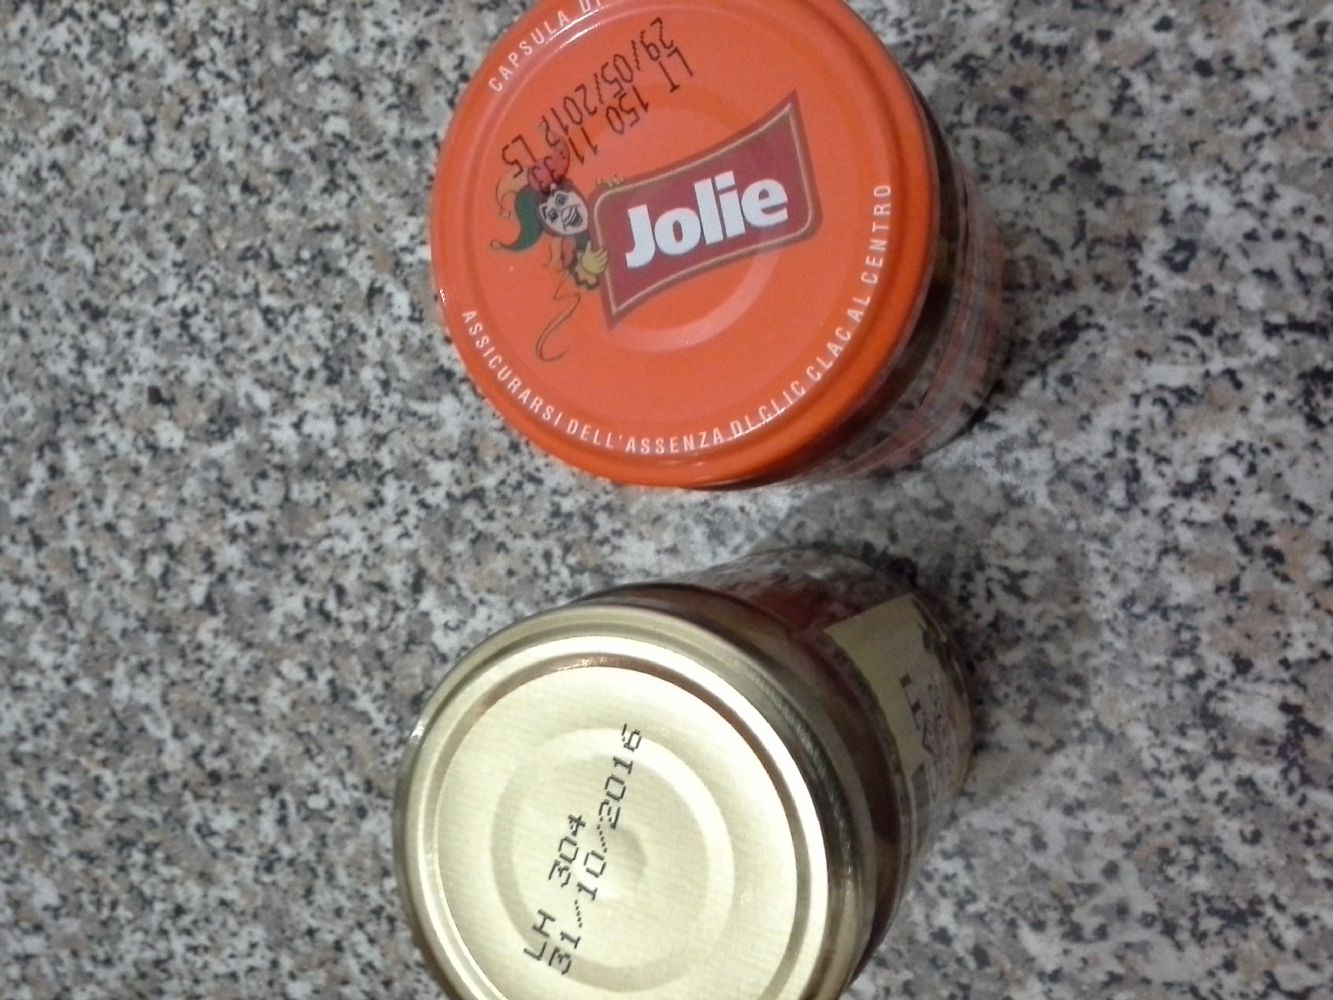 CAPSULA DI
LT 150 11:33
29/05/2012 L5
Jolie
ASSICURARSI DELL'ASSENZA DI CLIC CLAC AL CENTRO
LH 304
31/10/2016